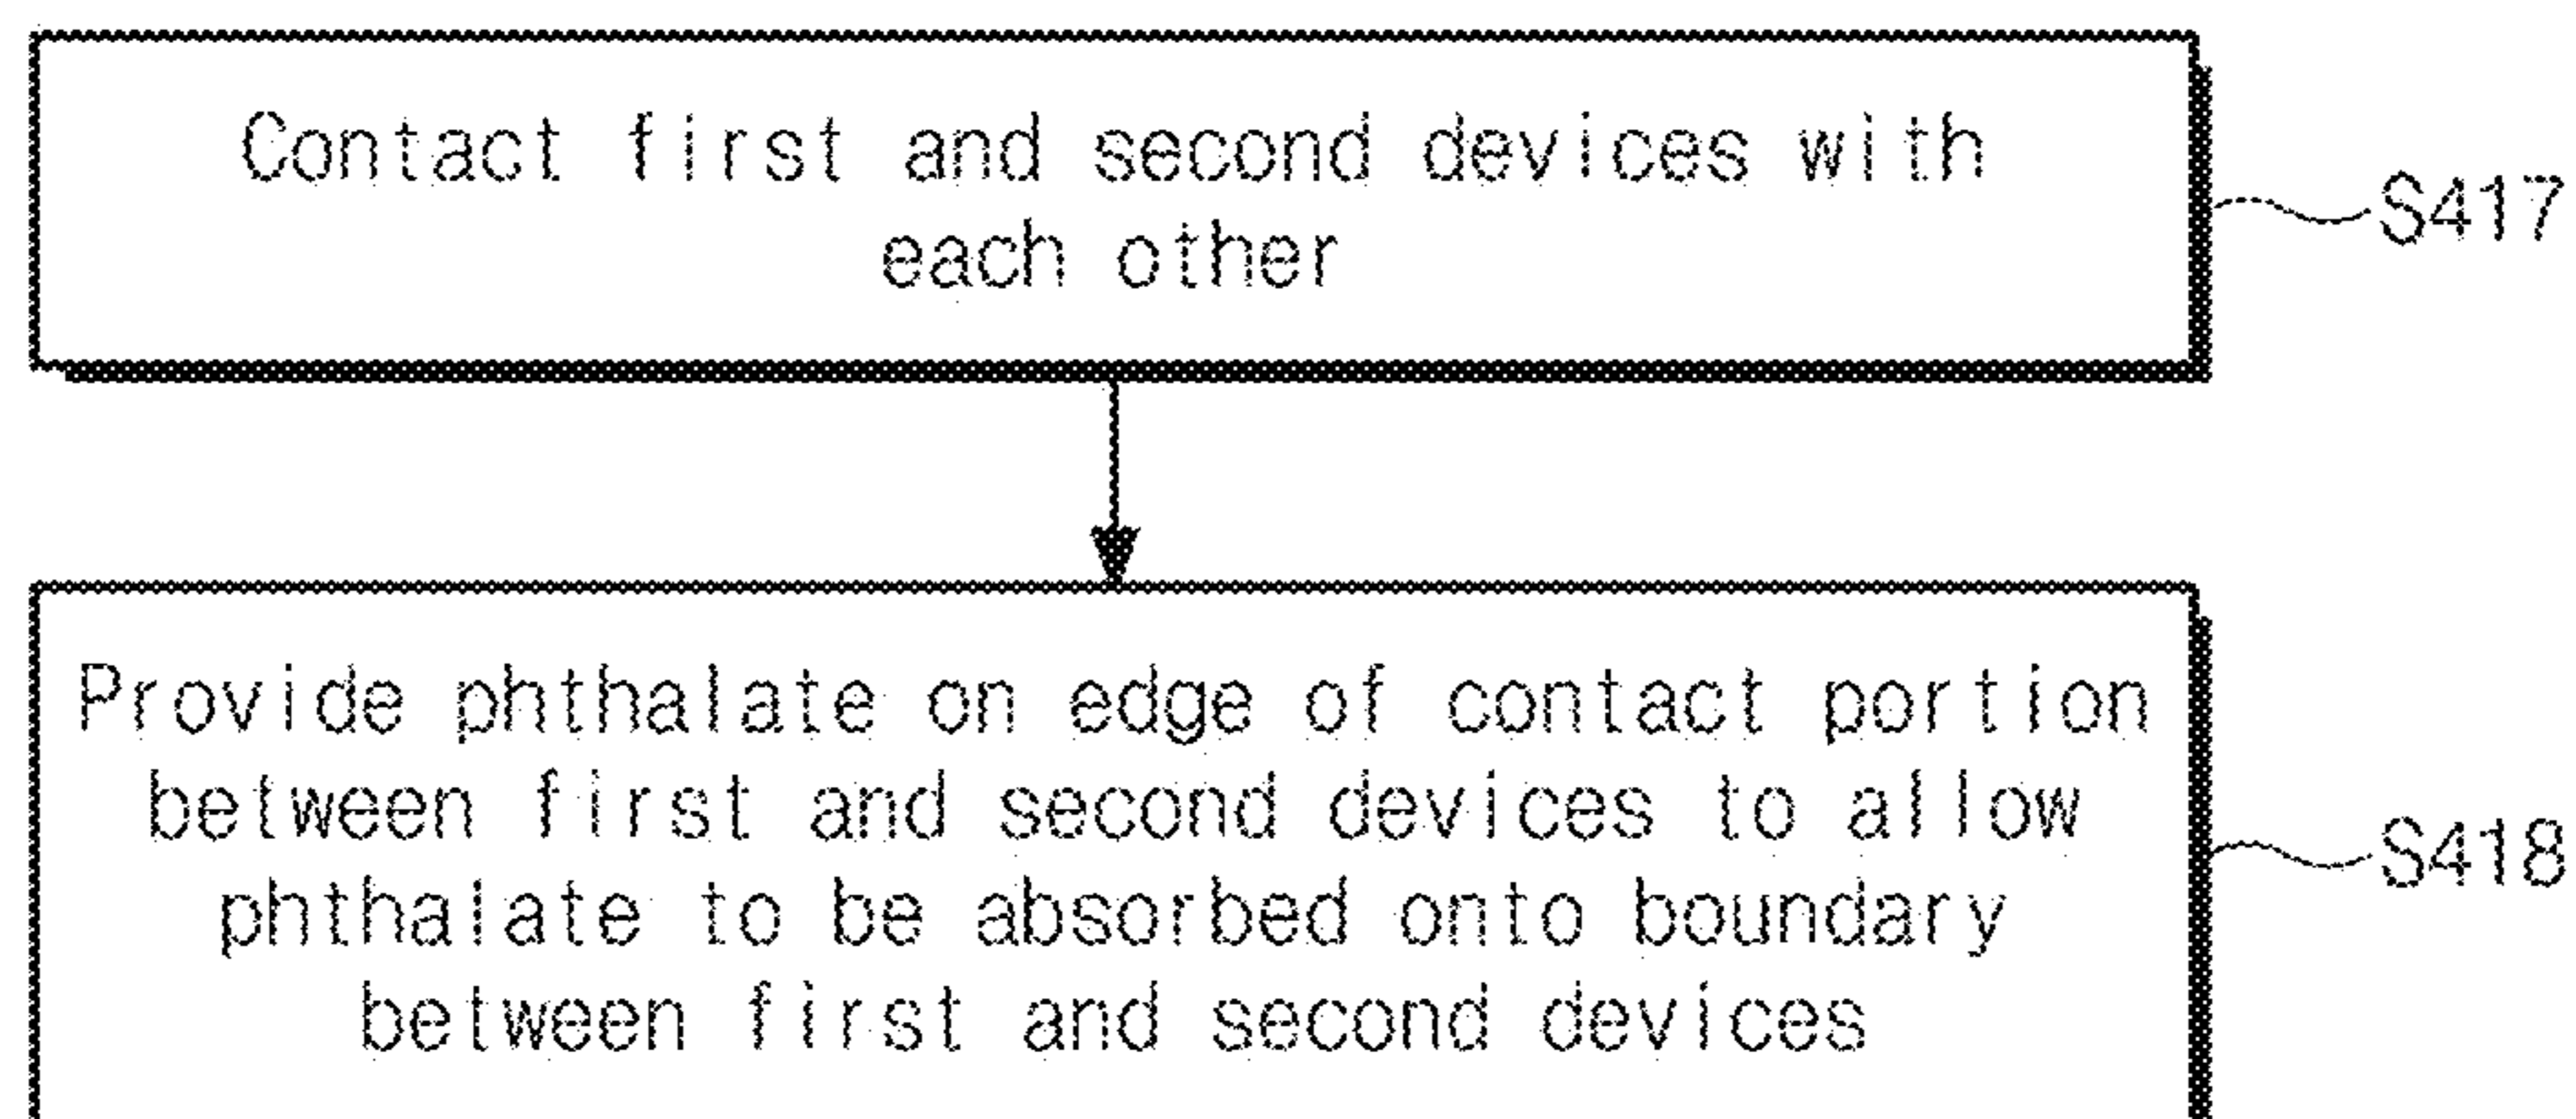 Contact first and second devices with
each other
S417
Provide phthalate on edge of contact portion
between first and second devices to allow
phthalate to be absorbed onto boundary
between first and second devices
S418